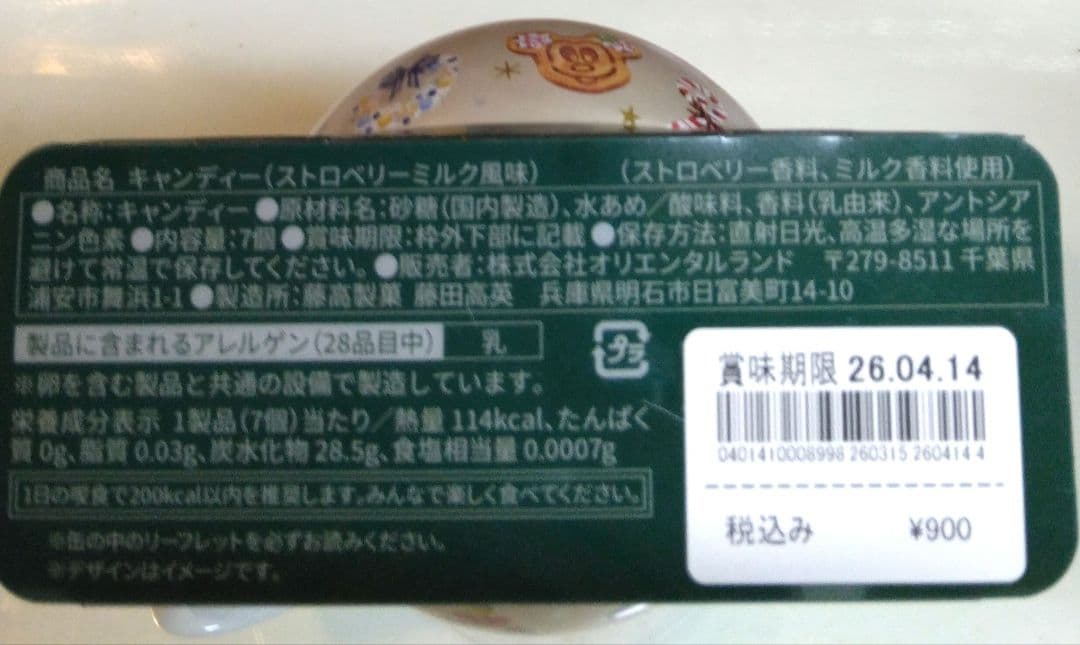 商品名 キャンディー(ストロベリーミルク風味) (ストロベリー香料、ミルク香料使用)
●名称:キャンディー ●原材料名:砂糖(国内製造)、水あめ/酸味料、香料(乳由来)、アントシア
ニン色素 ●内容量:7個 ●賞味期限:枠外下部に記載 ●保存方法:直射日光、高温多湿な場所を
避けて常温で保存してください。 ●販売者:株式会社オリエンタルランド 〒279-8511 千葉県
浦安市舞浜1-1 ●製造所:藤高製菓 藤田高英 兵庫県明石市日富美町14-10
製品に含まれるアレルゲン(28品目中) 乳
プラ
※卵を含む製品と共通の設備で製造しています。
栄養成分表示 1製品(7個)当たり/熱量 114kcal、たんぱく
質 0g、脂質 0.03g、炭水化物 28.5g、食塩相当量 0.0007g
1日の喫食で200kcal以内を推奨します。みんなで楽しく食べてください。
※缶の中のリーフレットを必ずお読みください。
※デザインはイメージです。
賞味期限 26.04.14
0401410008998 260315 260414 4
税込み ¥900